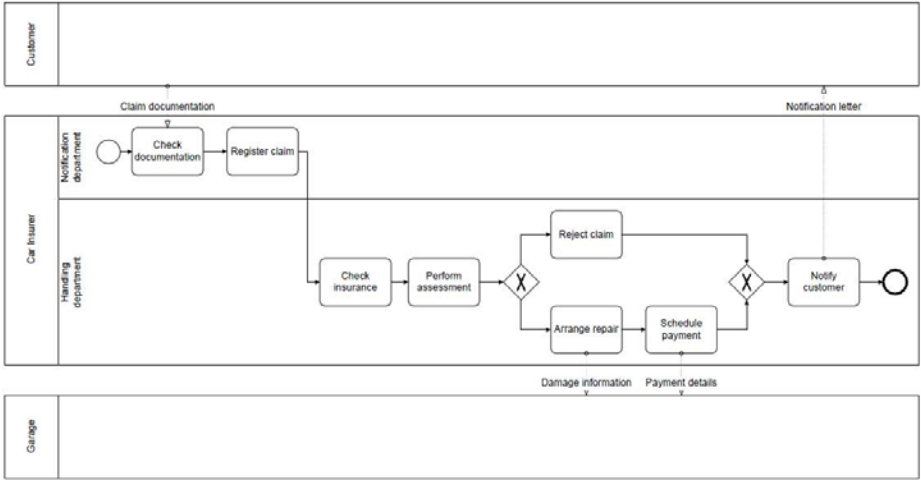 Customer
Claim documentation
Notification letter
Car Insurer
Notification
department
Check
documentation
Register claim
Handling
department
Check
insurance
Perform
assessment
X
Reject claim
Arrange repair
Schedule
payment
X
Notify
customer
Damage information
Payment details
Garage